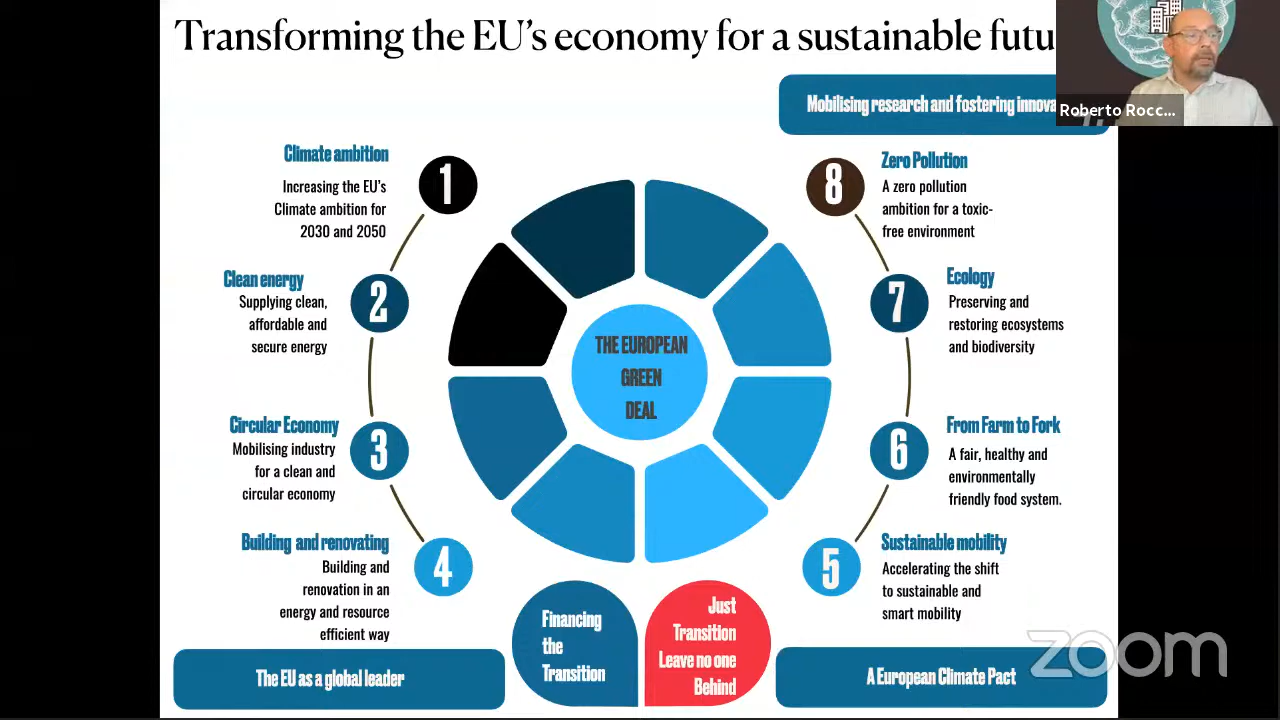 Transforming the EU's economy for a sustainable futu
Mobilising research and fostering innova
Roberto Rocc...
Climate ambition
1
Increasing the EU's
Climate ambition for
2030 and 2050
Clean energy
2
Supplying clean,
affordable and
secure energy
Circular Economy
3
Mobilising industry
for a clean and
circular economy
Building and renovating
4
Building and
renovation in an
energy and resource
efficient way
THE EUROPEAN
GREEN
DEAL
8
Zero Pollution
A zero pollution
ambition for a toxic-
free environment
7
Ecology
Preserving and
restoring ecosystems
and biodiversity
6
From Farm to Fork
A fair, healthy and
environmentally
friendly food system.
5
Sustainable mobility
Accelerating the shift
to sustainable and
smart mobility
Financing
the
Transition
Just
Transition
Leave no one
Behind
The EU as a global leader
A European Climate Pact
zoom